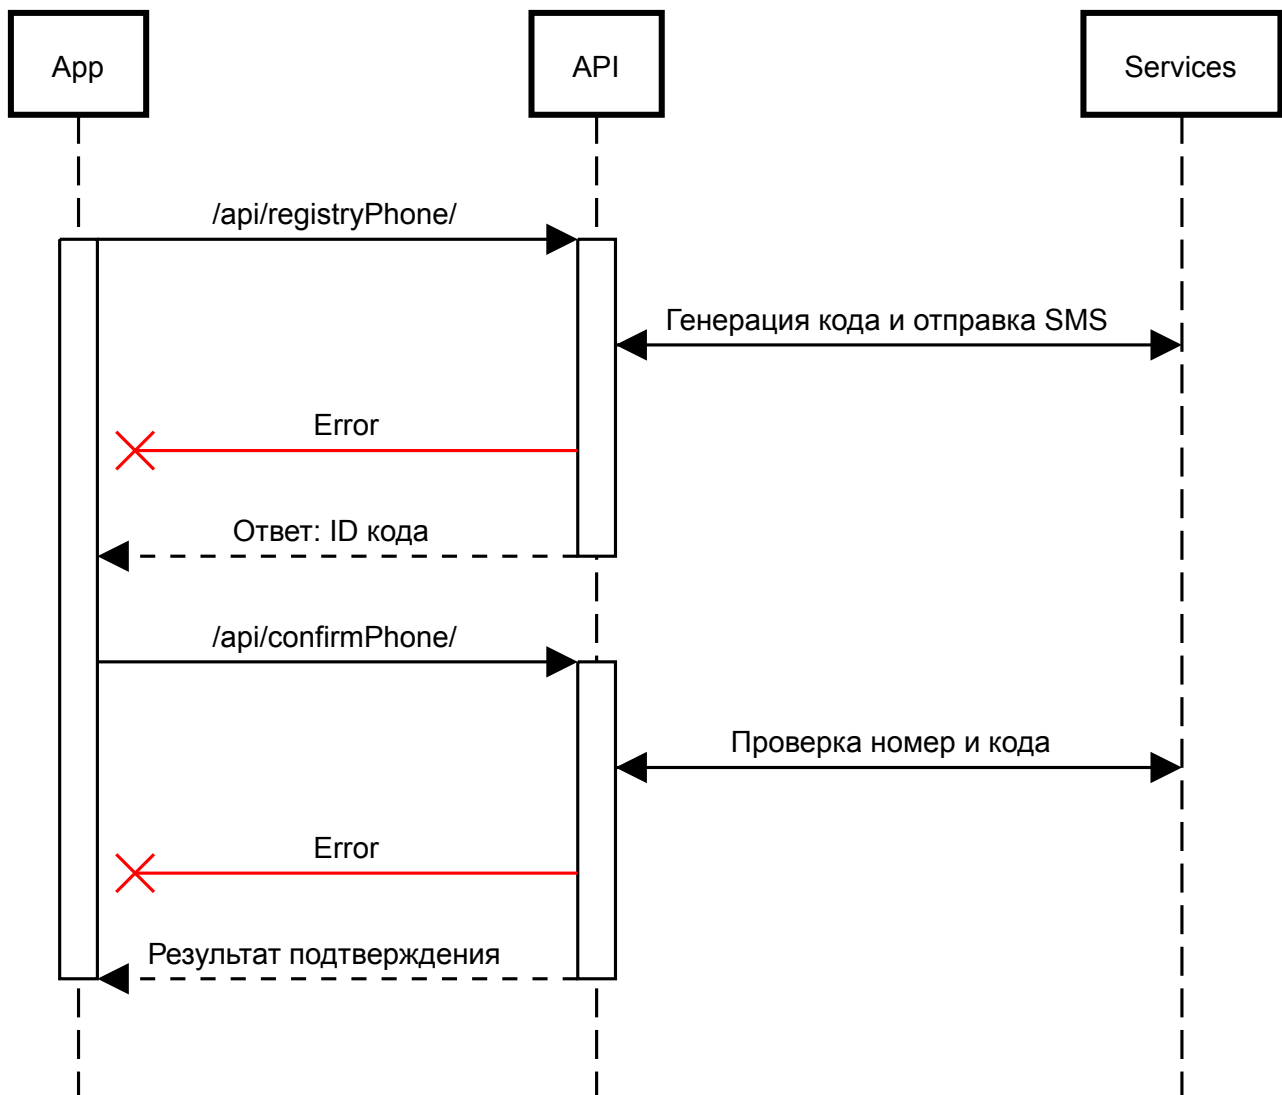 App
API
Services
/api/registryPhone/
Генерация кода и отправка SMS
Error
Ответ: ID кода
/api/confirmPhone/
Проверка номер и кода
Error
Результат подтверждения